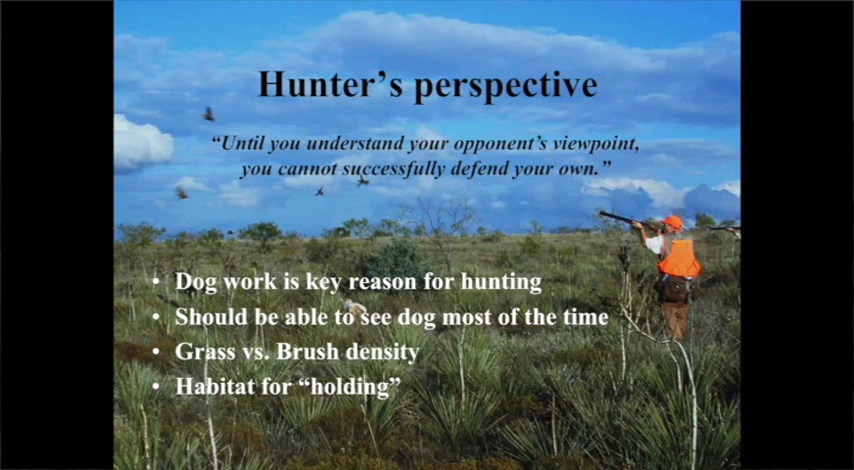 Hunter’s perspective
“Until you understand your opponent’s viewpoint,
you cannot successfully defend your own.”
• Dog work is key reason for hunting
• Should be able to see dog most of the time
• Grass vs. Brush density
• Habitat for “holding”